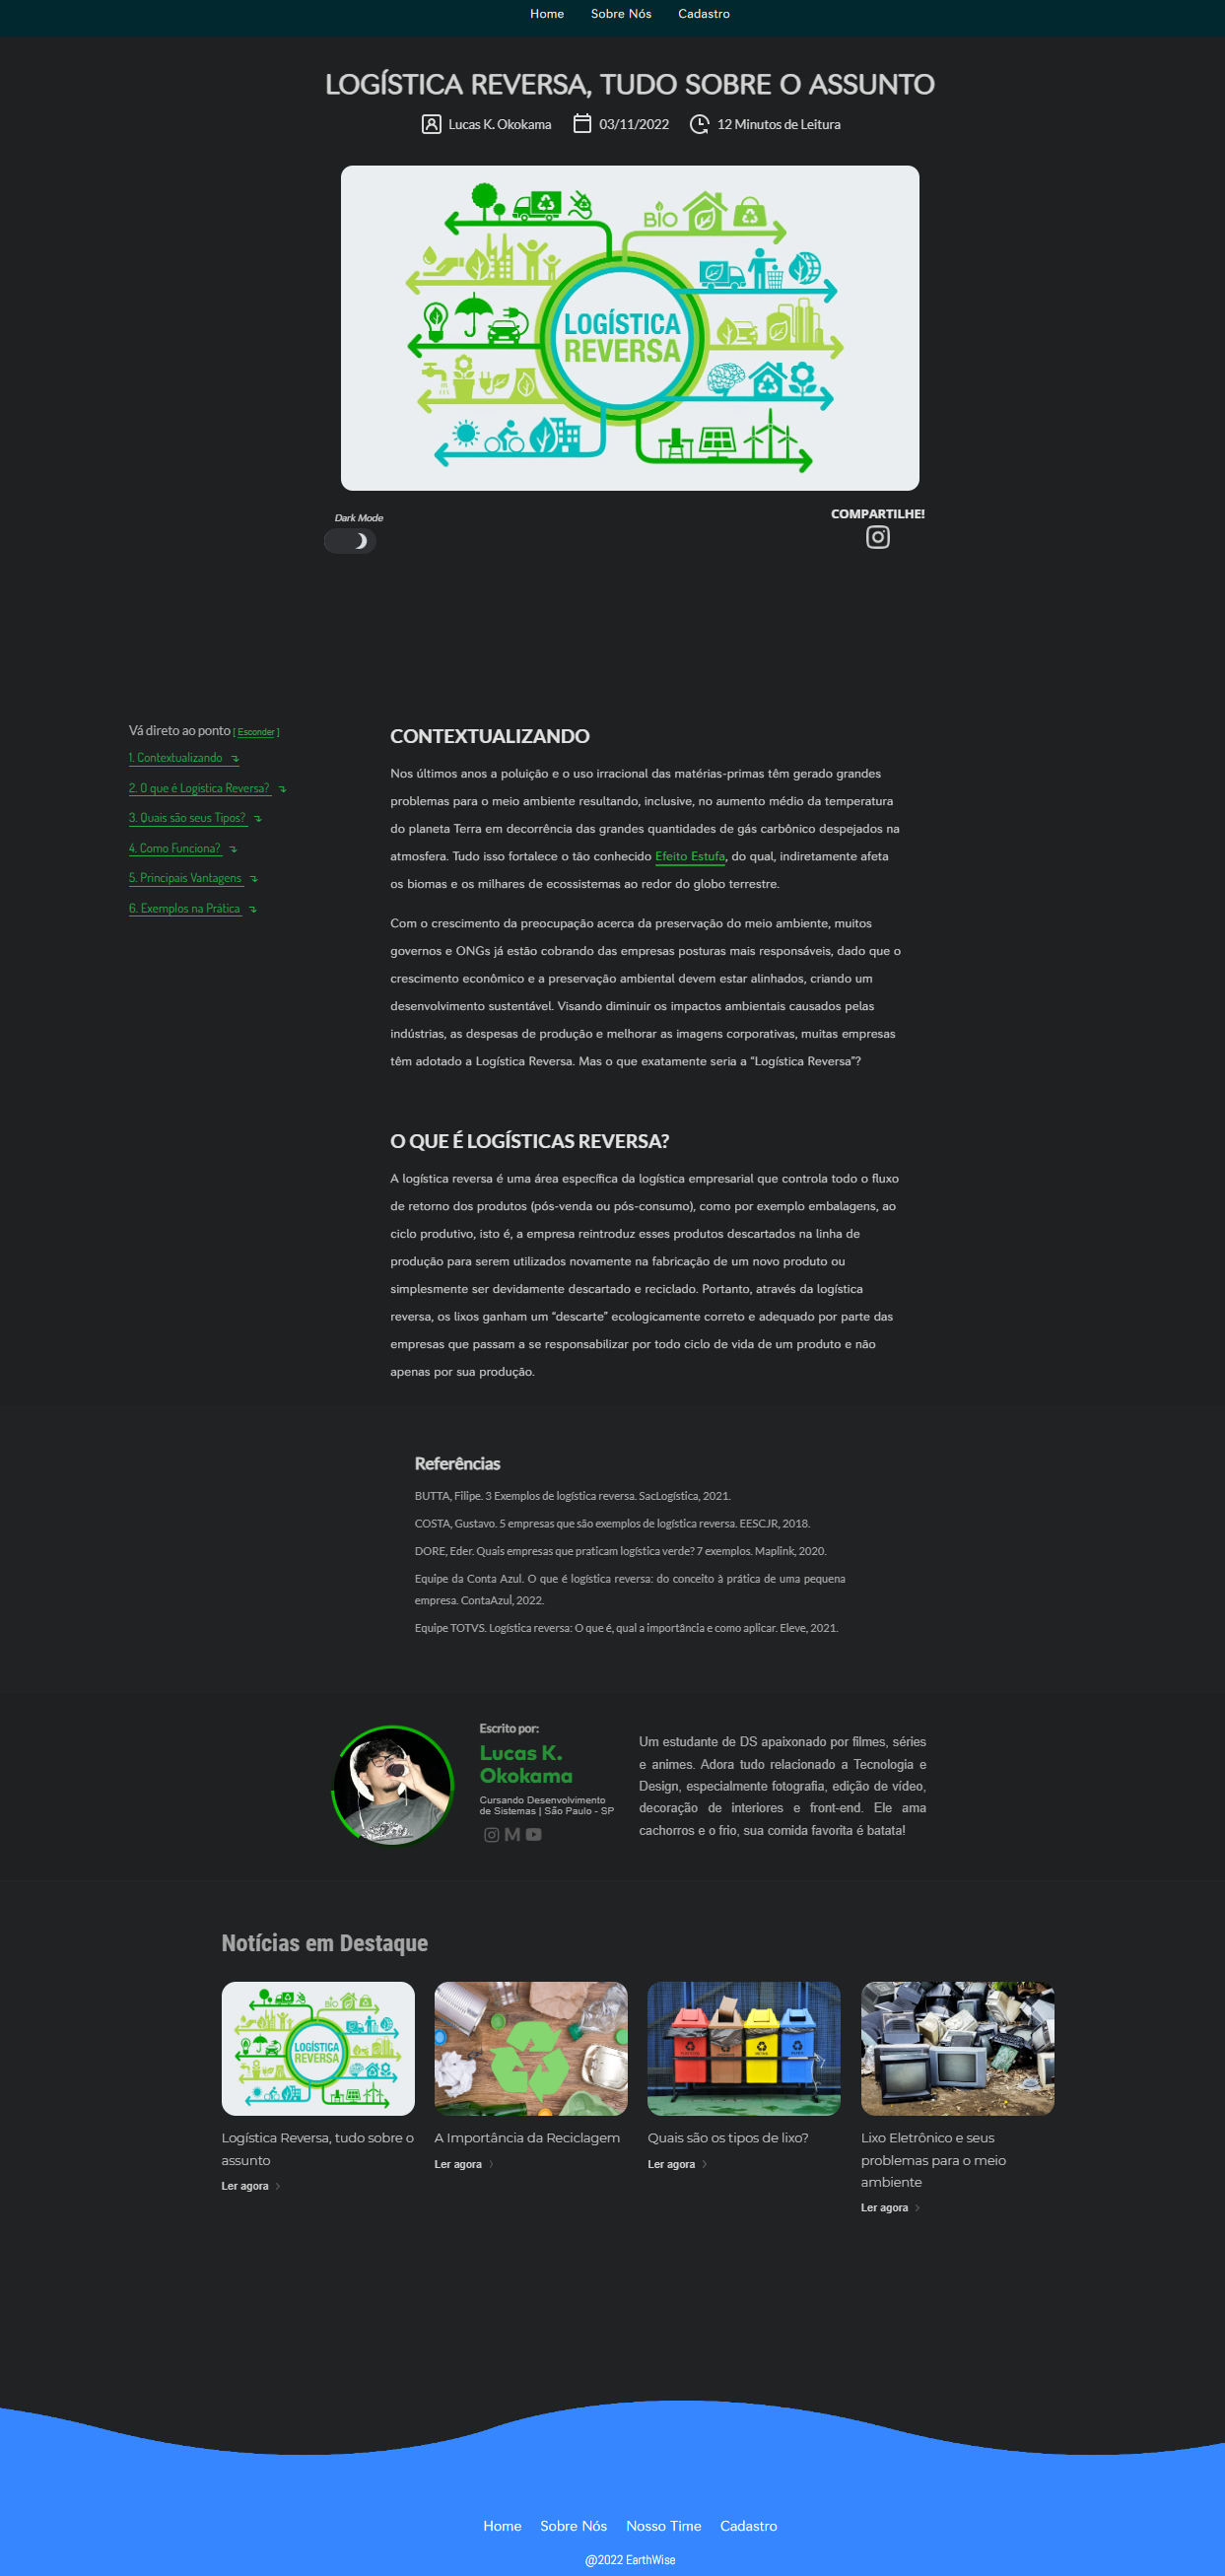 Home Sobre Nós Cadastro
LOGÍSTICA REVERSA, TUDO SOBRE O ASSUNTO
Lucas K. Okokama 03/11/2022 12 Minutos de Leitura
BIO
LOGÍSTICA
REVERSA
Dark Mode
COMPARTILHE!
Vá direto ao ponto [ Esconder ]
1. Contextualizando
2. O que é Logistica Reversa?
3. Quais são seus Tipos?
4. Como Funciona?
5. Principais Vantagens
6. Exemplos na Prática
CONTEXTUALIZANDO
Nos últimos anos a poluição e o uso irracional das matérias-primas têm gerado grandes
problemas para o meio ambiente resultando, inclusive, no aumento médio da temperatura
do planeta Terra em decorrência das grandes quantidades de gás carbônico despejados na
atmosfera. Tudo isso fortalece o tão conhecido Efeito Estufa, do qual, indiretamente afeta
os biomas e os milhares de ecossistemas ao redor do globo terrestre.
Com o crescimento da preocupação acerca da preservação do meio ambiente, muitos
governos e ONGs já estão cobrando das empresas posturas mais responsáveis, dado que o
crescimento econômico e a preservação ambiental devem estar alinhados, criando um
desenvolvimento sustentável. Visando diminuir os impactos ambientais causados pelas
indústrias, as despesas de produção e melhorar as imagens corporativas, muitas empresas
têm adotado a Logística Reversa. Mas o que exatamente seria a “Logística Reversa”?
O QUE É LOGÍSTICAS REVERSA?
A logística reversa é uma área específica da logística empresarial que controla todo o fluxo
de retorno dos produtos (pós-venda ou pós-consumo), como por exemplo embalagens, ao
ciclo produtivo, isto é, a empresa reintroduz esses produtos descartados na linha de
produção para serem utilizados novamente na fabricação de um novo produto ou
simplesmente ser devidamente descartado e reciclado. Portanto, através da logística
reversa, os lixos ganham um “descarte” ecologicamente correto e adequado por parte das
empresas que passam a se responsabilizar por todo ciclo de vida de um produto e não
apenas por sua produção.
Referências
BUTTA, Filipe. 3 Exemplos de logística reversa. SacLogística, 2021.
COSTA, Gustavo. 5 empresas que são exemplos de logística reversa. EESCJR, 2018.
DORE, Eder. Quais empresas que praticam logística verde? 7 exemplos. Maplink, 2020.
Equipe da Conta Azul. O que é logística reversa: do conceito à prática de uma pequena
empresa. ContaAzul, 2022.
Equipe TOTVS. Logística reversa: O que é, qual a importância e como aplicar. Eleve, 2021.
Escrito por:
Lucas K.
Okokama
Cursando Desenvolvimento
de Sistemas | São Paulo - SP
Um estudante de DS apaixonado por filmes, séries
e animes. Adora tudo relacionado a Tecnologia e
Design, especialmente fotografia, edição de vídeo,
decoração de interiores e front-end. Ele ama
cachorros e o frio, sua comida favorita é batata!
Notícias em Destaque
BIO
LOGÍSTICA
REVERSA
Logística Reversa, tudo sobre o
assunto
Ler agora
A Importância da Reciclagem
Ler agora
Quais são os tipos de lixo?
Ler agora
Lixo Eletrônico e seus
problemas para o meio
ambiente
Ler agora
Home Sobre Nós Nosso Time Cadastro
@2022 EarthWise